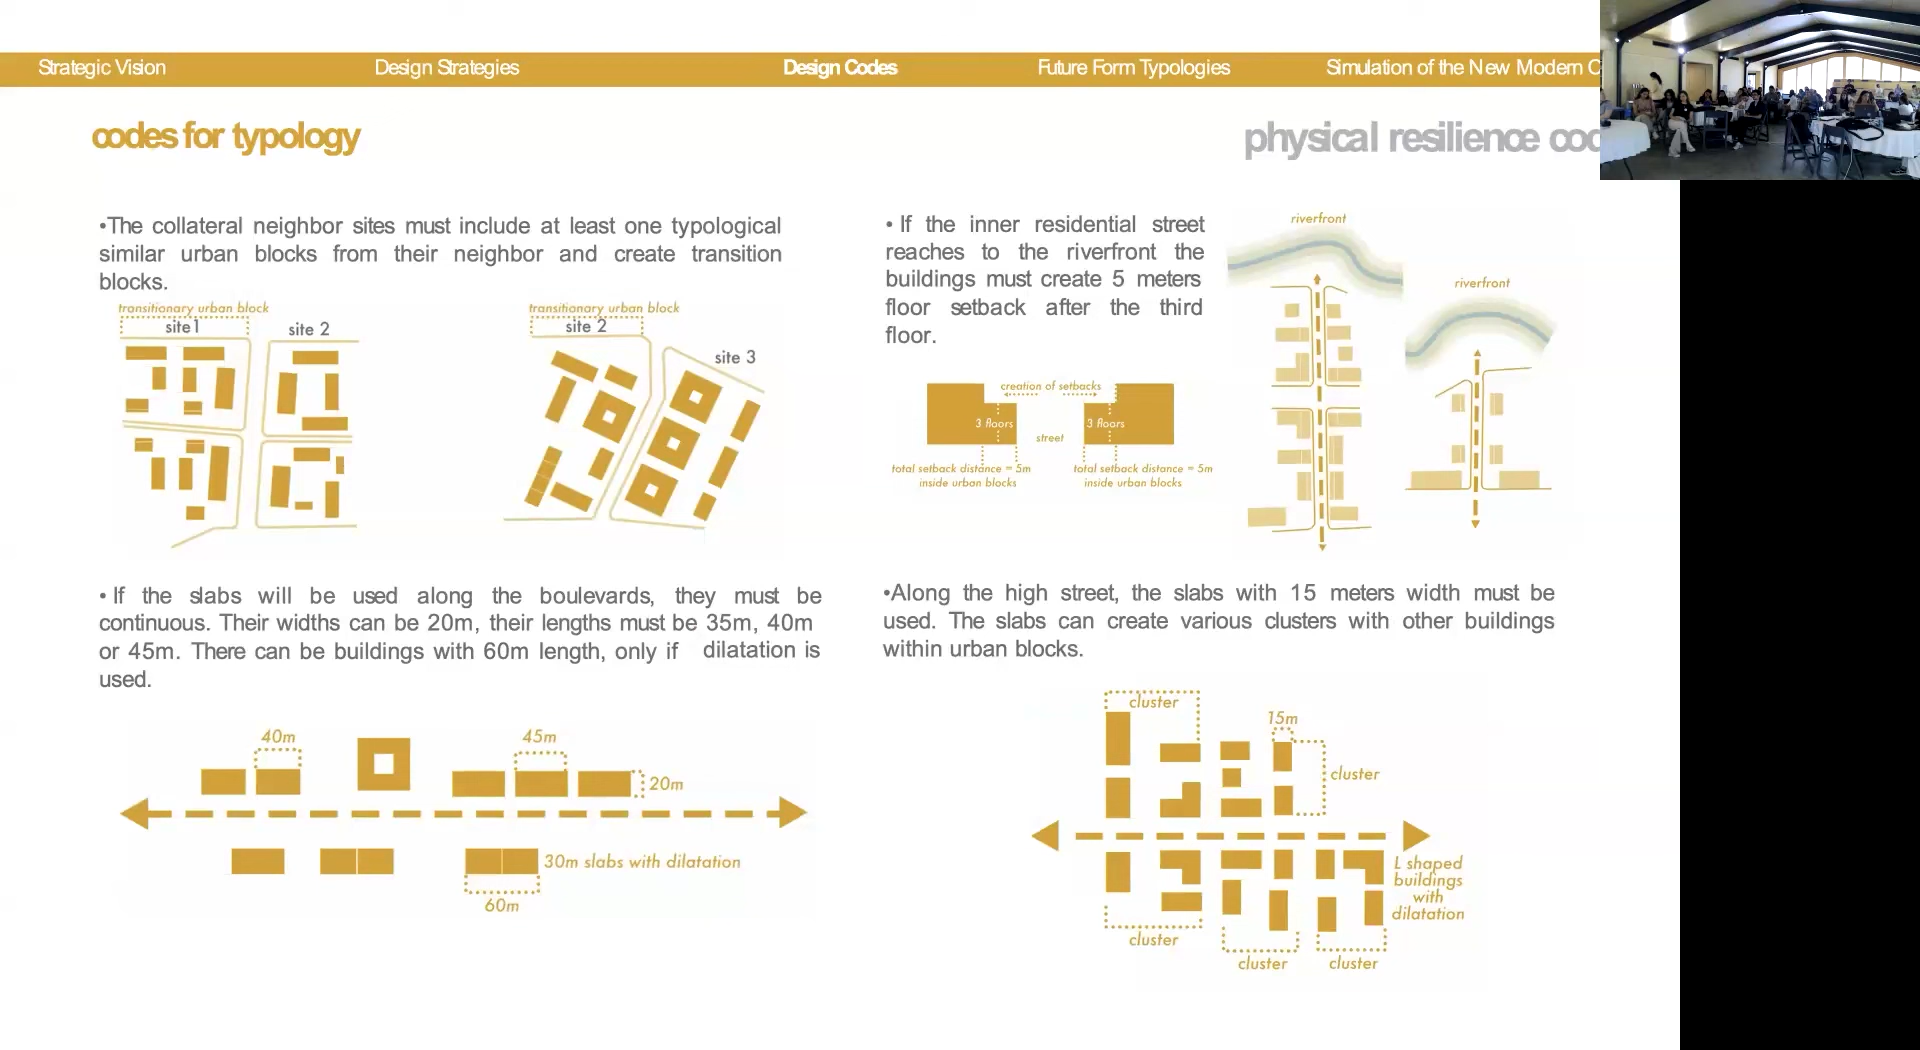 Strategic Vision
Design Strategies
Design Codes
Future Form Typologies
Simulation of the New Modern C
codes for typology
physical resilience coc
•The collateral neighbor sites must include at least one typological
similar urban blocks from their neighbor and create transition
blocks.
transitionary urban block
site1
site 2
transitionary urban block
site 2
site 3
• If the inner residential street
reaches to the riverfront the
buildings must create 5 meters
floor setback after the third
floor.
creation of setbacks
3 floors
3 floors
street
total setback distance = 5m
inside urban blocks
total setback distance = 5m
inside urban blocks
riverfront
riverfront
• If the slabs will be used along the boulevards, they must be
continuous. Their widths can be 20m, their lengths must be 35m, 40m
or 45m. There can be buildings with 60m length, only if dilatation is
used.
40m
45m
20m
30m slabs with dilatation
60m
•Along the high street, the slabs with 15 meters width must be
used. The slabs can create various clusters with other buildings
within urban blocks.
cluster
15m
cluster
L shaped
buildings
with
dilatation
cluster
cluster
cluster